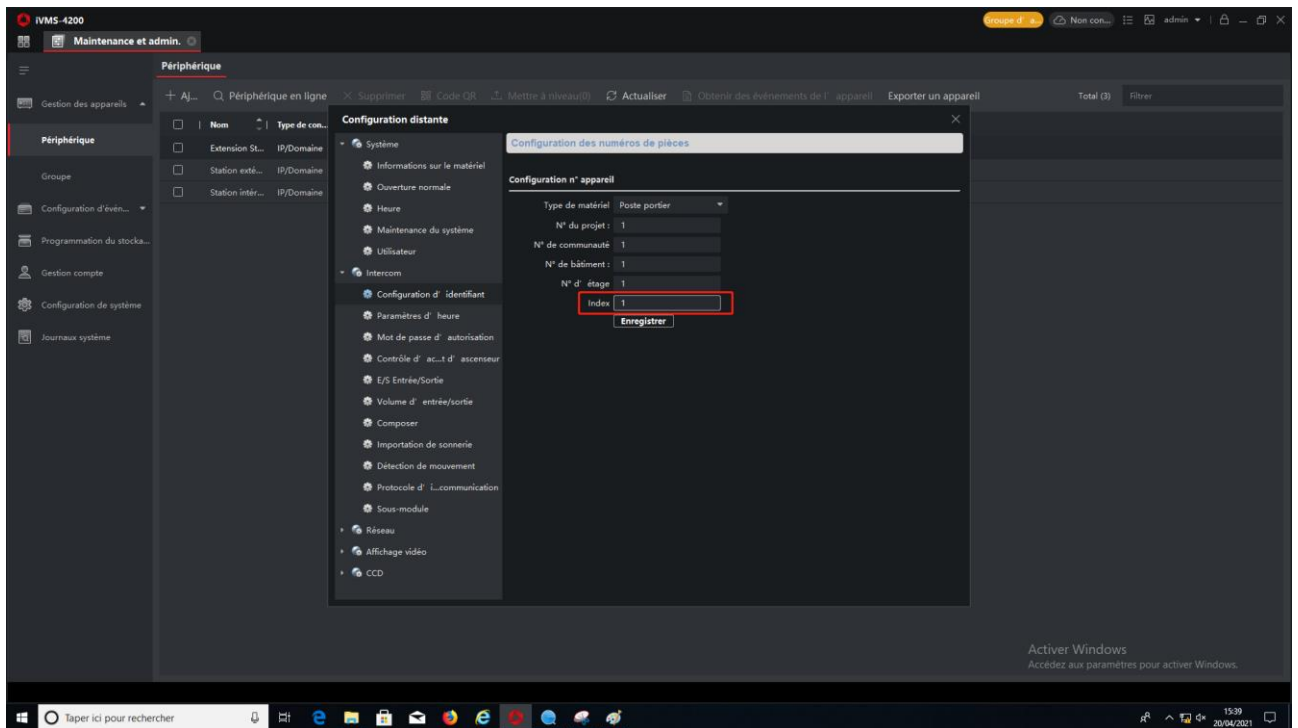 iVMS-4200
Groupe d' a...
Non con...
admin
Maintenance et admin.
Périphérique
Gestion des appareils
Périphérique
Groupe
Configuration d'évén...
Programmation du stocka...
Gestion compte
Configuration de système
Journaux système
Aj...
Périphérique en ligne
Supprimer
Code QR
Mettre à niveau(0)
Actualiser
Obtenir des événements de l' appareil
Exporter un appareil
Total (3)
Filtrer
Nom
Type de con...
Extension St... IP/Domaine
Station exté... IP/Domaine
Station intér... IP/Domaine
Configuration distante
Système
Informations sur le matériel
Ouverture normale
Heure
Maintenance du système
Utilisateur
Intercom
Configuration d' identifiant
Paramètres d' heure
Mot de passe d' autorisation
Contrôle d' ac...t d' ascenseur
E/S Entrée/Sortie
Volume d' entrée/sortie
Composer
Importation de sonnerie
Détection de mouvement
Protocole d' i...communication
Sous-module
Réseau
Affichage vidéo
CCD
Configuration des numéros de pièces
Configuration n° appareil
Type de matériel Poste portier
N° du projet : 1
N° de communauté 1
N° de bâtiment : 1
N° d' étage 1
Index 1
Enregistrer
Activer Windows
Accédez aux paramètres pour activer Windows.
Taper ici pour rechercher
15:39
20/04/2021